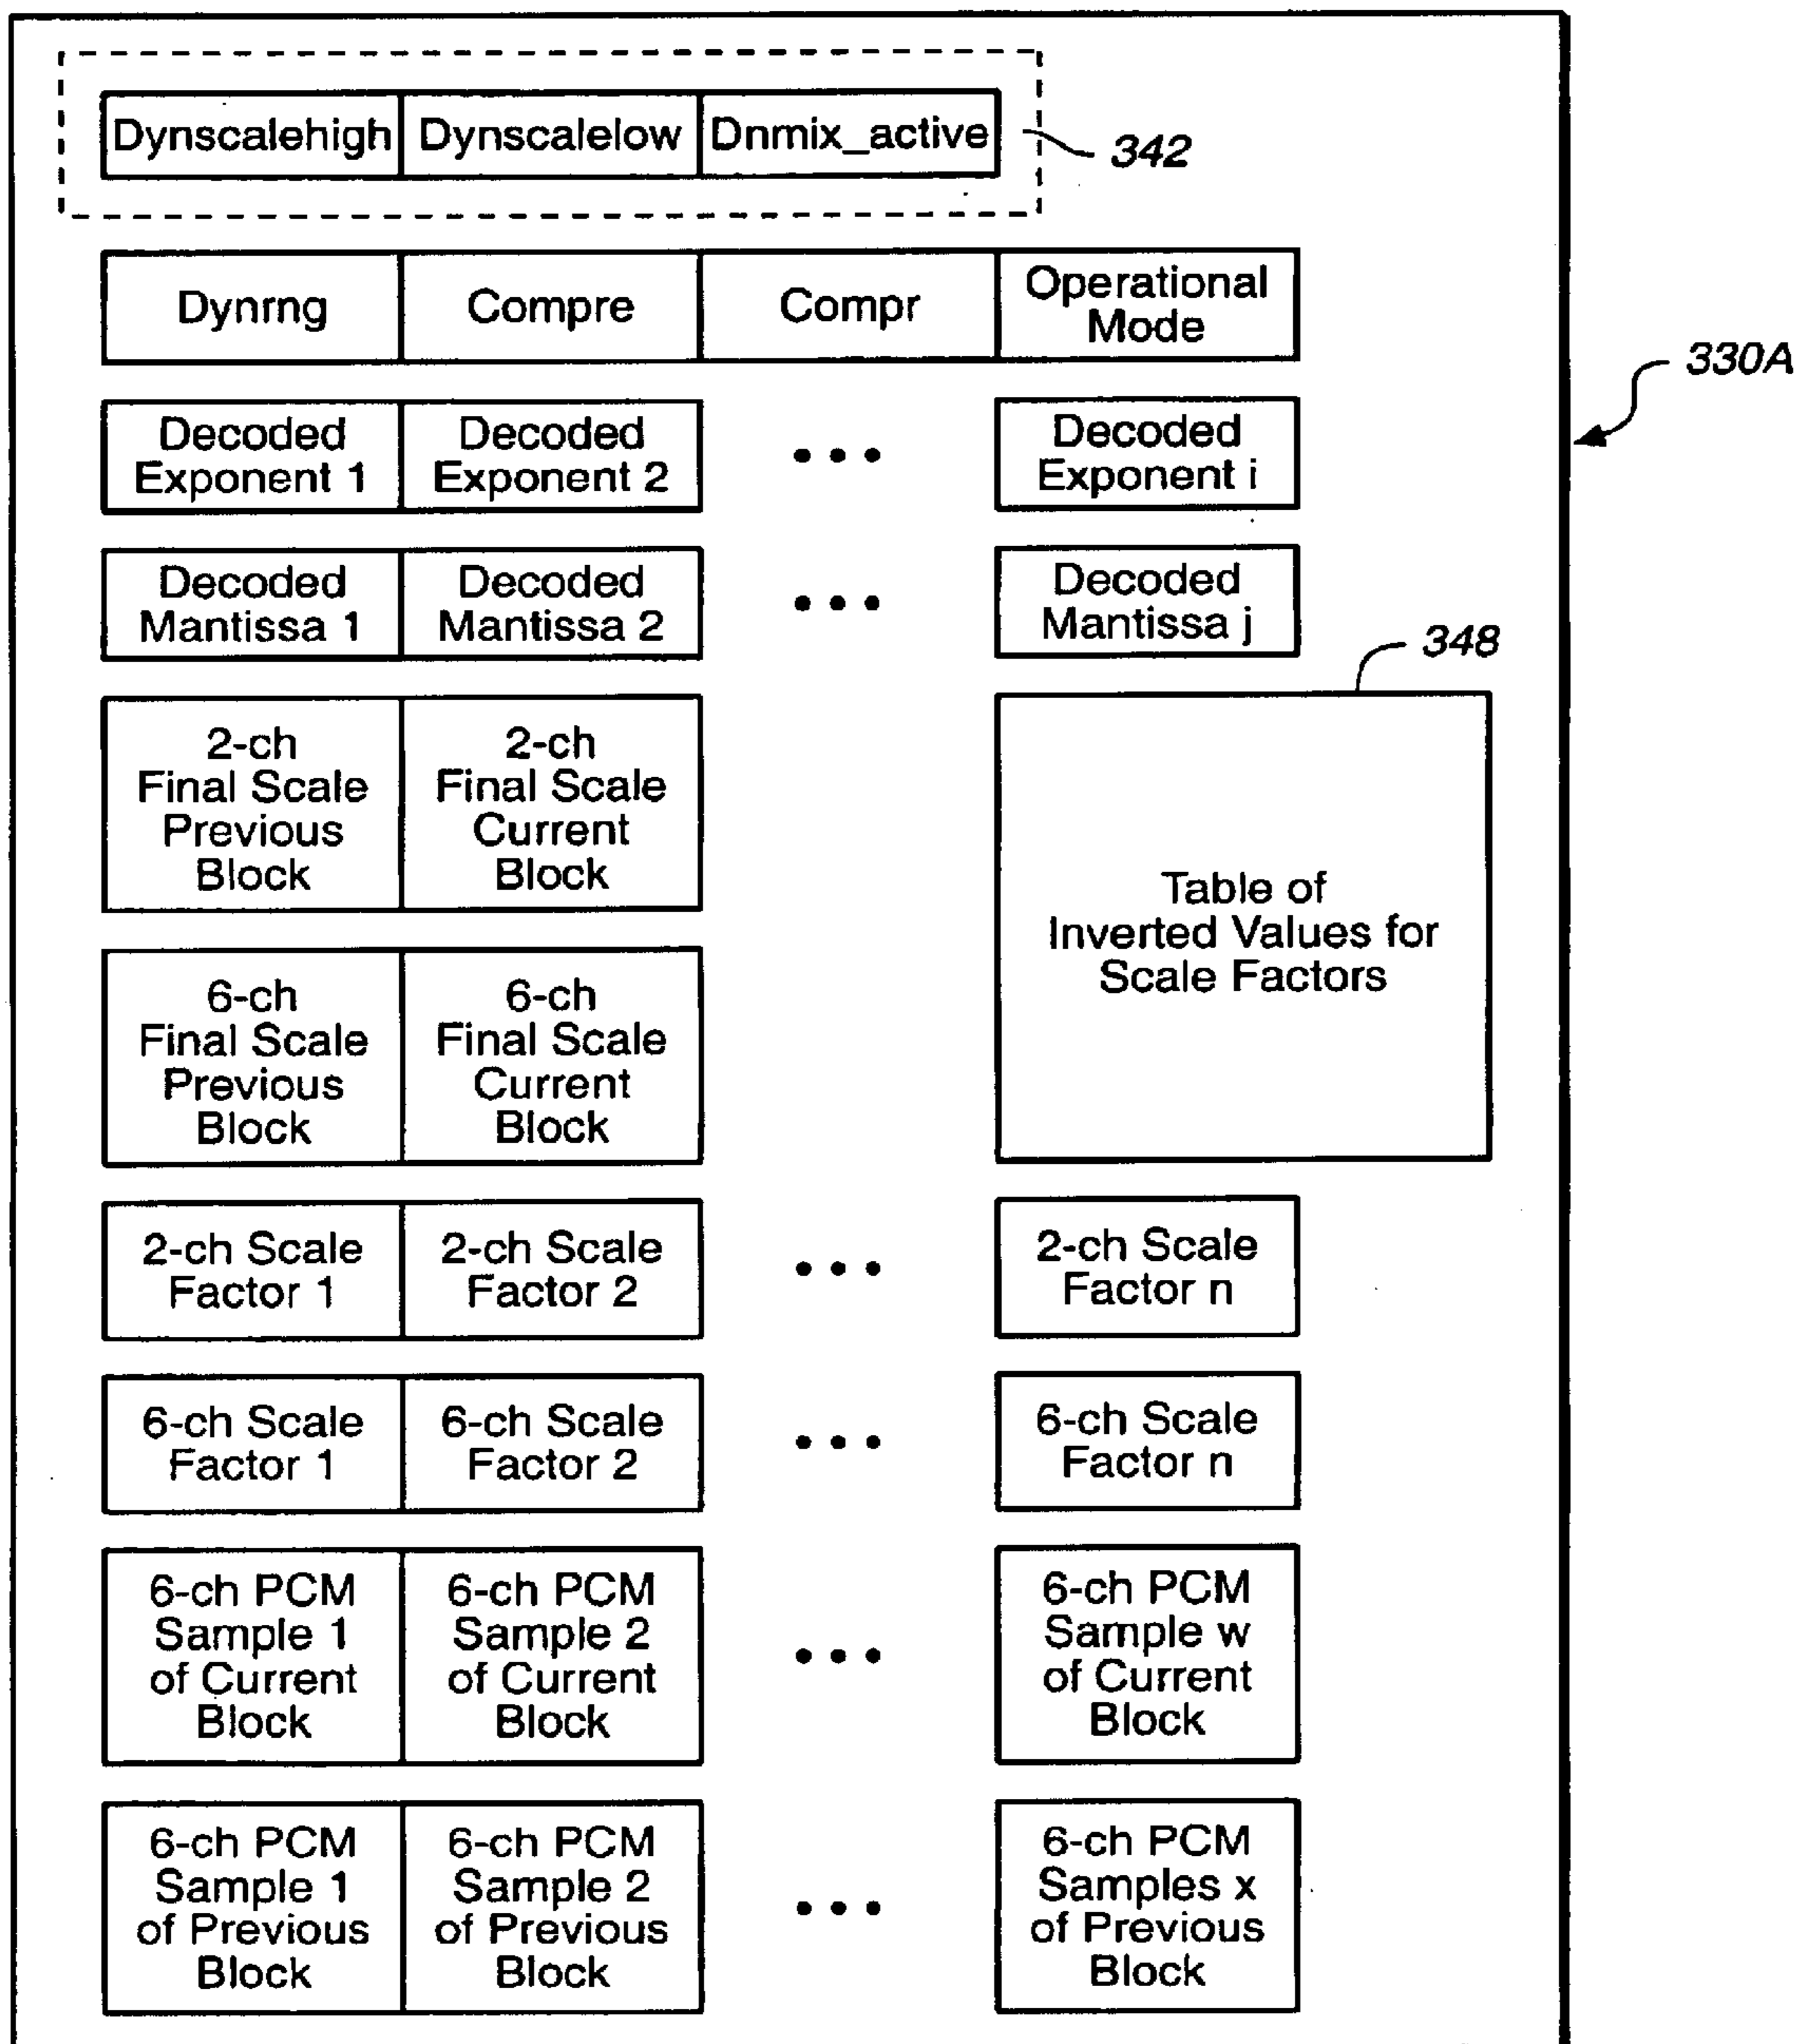 Dynscalehigh Dynscalelow Dnmix_active
342
Dynrng Compre Compr Operational
Mode
330A
Decoded
Exponent 1
Decoded
Exponent 2
• • •
Decoded
Exponent i
Decoded
Mantissa 1
Decoded
Mantissa 2
• • •
Decoded
Mantissa j
348
2-ch
Final Scale
Previous
Block
2-ch
Final Scale
Current
Block
Table of
Inverted Values for
Scale Factors
6-ch
Final Scale
Previous
Block
6-ch
Final Scale
Current
Block
2-ch Scale
Factor 1
2-ch Scale
Factor 2
• • •
2-ch Scale
Factor n
6-ch Scale
Factor 1
6-ch Scale
Factor 2
• • •
6-ch Scale
Factor n
6-ch PCM
Sample 1
of Current
Block
6-ch PCM
Sample 2
of Current
Block
• • •
6-ch PCM
Sample w
of Current
Block
6-ch PCM
Sample 1
of Previous
Block
6-ch PCM
Sample 2
of Previous
Block
• • •
6-ch PCM
Samples x
of Previous
Block